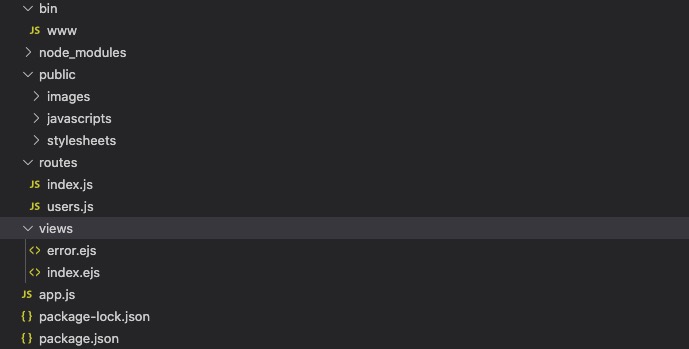 bin
JS www
node_modules
public
images
javascripts
stylesheets
routes
JS index.js
JS users.js
views
<> error.ejs
<> index.ejs
JS app.js
{ } package-lock.json
{ } package.json